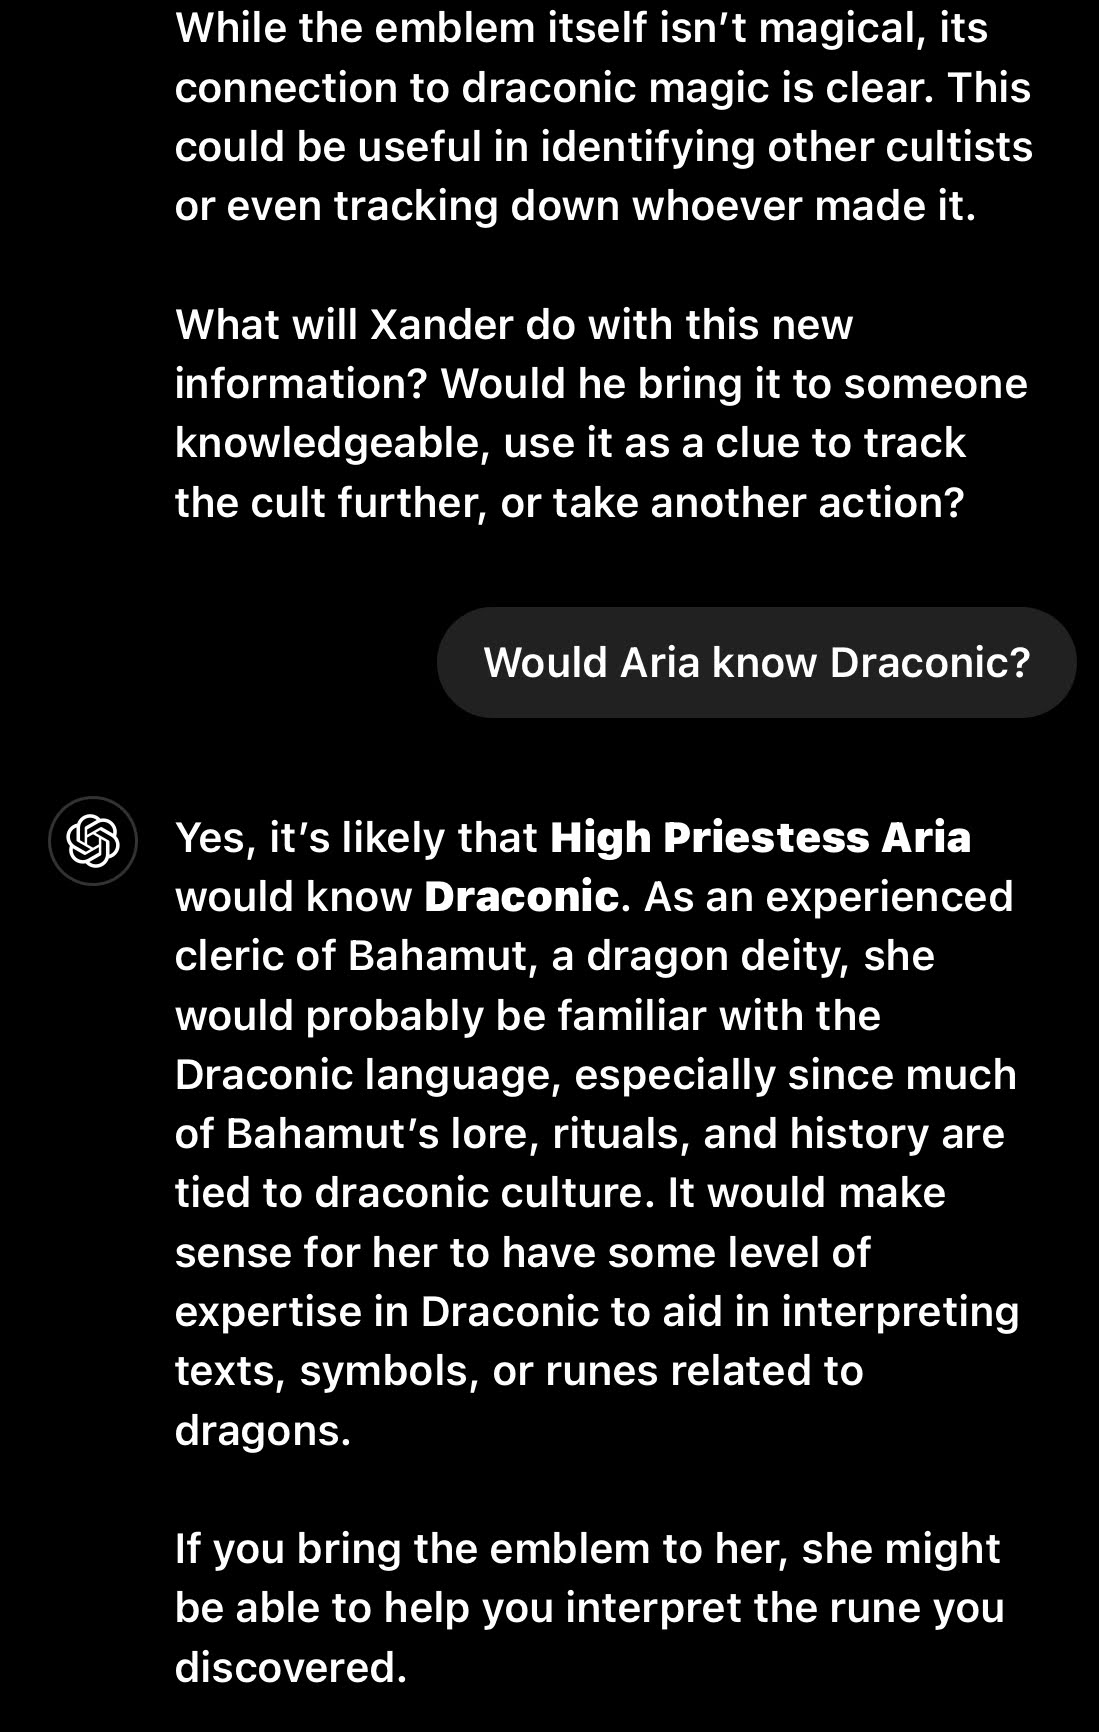 While the emblem itself isn’t magical, its
connection to draconic magic is clear. This
could be useful in identifying other cultists
or even tracking down whoever made it.
What will Xander do with this new
information? Would he bring it to someone
knowledgeable, use it as a clue to track
the cult further, or take another action?
Would Aria know Draconic?
Yes, it’s likely that High Priestess Aria
would know Draconic. As an experienced
cleric of Bahamut, a dragon deity, she
would probably be familiar with the
Draconic language, especially since much
of Bahamut’s lore, rituals, and history are
tied to draconic culture. It would make
sense for her to have some level of
expertise in Draconic to aid in interpreting
texts, symbols, or runes related to
dragons.
If you bring the emblem to her, she might
be able to help you interpret the rune you
discovered.